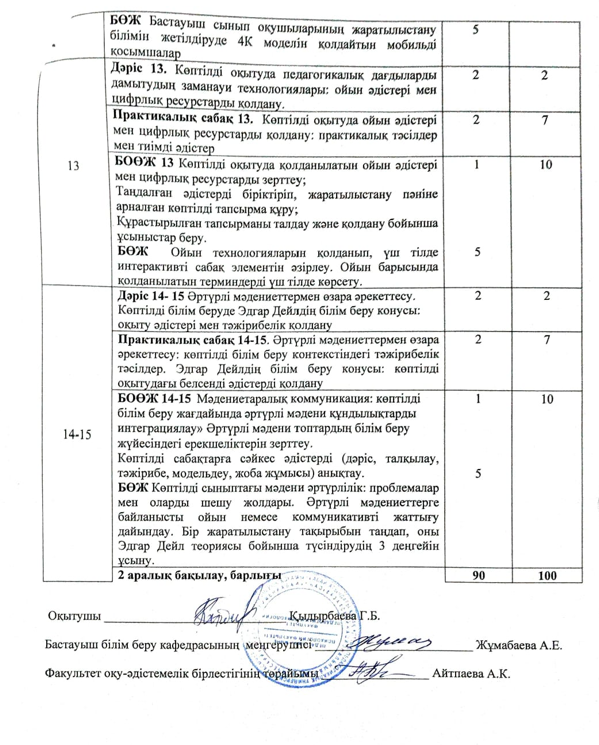 БӨЖ Бастауыш сынып оқушыларының жаратылыстану 5
білімін жетілдіруде 4К моделін қолдайтын мобильді
қосымшалар
13
Дәріс 13. Көптілді оқытуда педагогикалық дағдыларды 2 2
дамытудың заманауи технологиялары: ойын әдістері мен
цифрлық ресурстарды қолдану.
Практикалық сабақ 13. Көптілді оқытуда ойын әдістері 2 7
мен цифрлық ресурстарды қолдану: практикалық тәсілдер
мен тиімді әдістер
БОӨЖ 13 Көптілді оқытуда қолданылатын ойын әдістері 1 10
мен цифрлық ресурстарды зерттеу;
Таңдалған әдістерді біріктіріп, жаратылыстану пәніне
арналған көптілді тапсырма құру;
Құрастырылған тапсырманы талдау және қолдану бойынша
ұсыныстар беру.
БӨЖ Ойын технологияларын қолданып, үш тілде 5
интерактивті сабақ элементін әзірлеу. Ойын барысында
қолданылатын терминдерді үш тілде көрсету.
14-15
Дәріс 14- 15 Әртүрлі мәдениеттермен өзара әрекеттесу. 2 2
Көптілді білім беруде Эдгар Дейлдің білім беру конусы:
оқыту әдістері мен тәжірибелік қолдану
Практикалық сабақ 14-15. Әртүрлі мәдениеттермен өзара 2 7
әрекеттесу: көптілді білім беру контекстіндегі тәжірибелік
тәсілдер. Эдгар Дейлдің білім беру конусы: көптілді
оқытудағы белсенді әдістерді қолдану
БОӨЖ 14-15 Мәдениетаралық коммуникация: көптілді 1 10
білім беру жағдайында әртүрлі мәдени құндылықтарды
интеграциялау» Әртүрлі мәдени топтардың білім беру
жүйесіндегі ерекшеліктерін зерттеу.
Көптілді сабақтарға сәйкес әдістерді (дәріс, талқылау,
тәжірибе, модельдеу, жоба жұмысы) анықтау. 5
БӨЖ Көптілді сыныптағы мәдени әртүрлілік: проблемалар
мен оларды шешу жолдары. Әртүрлі мәдениеттерге
байланысты ойын немесе коммуникативті жаттығу
дайындау. Бір жаратылыстану тақырыбын таңдап, оны
Эдгар Дейл теориясы бойынша түсіндірудің 3 деңгейін
ұсыну.
2 аралық бақылау, барлығы 90 100
Оқытушы Қылырбаева Г.Б.
Бастауыш білім беру кафедрасының меңгерушісі Жұмабаева А.Е.
Факультет оқу-әдістемелік бірлестігінің төрайымы Айтпаева А.К.